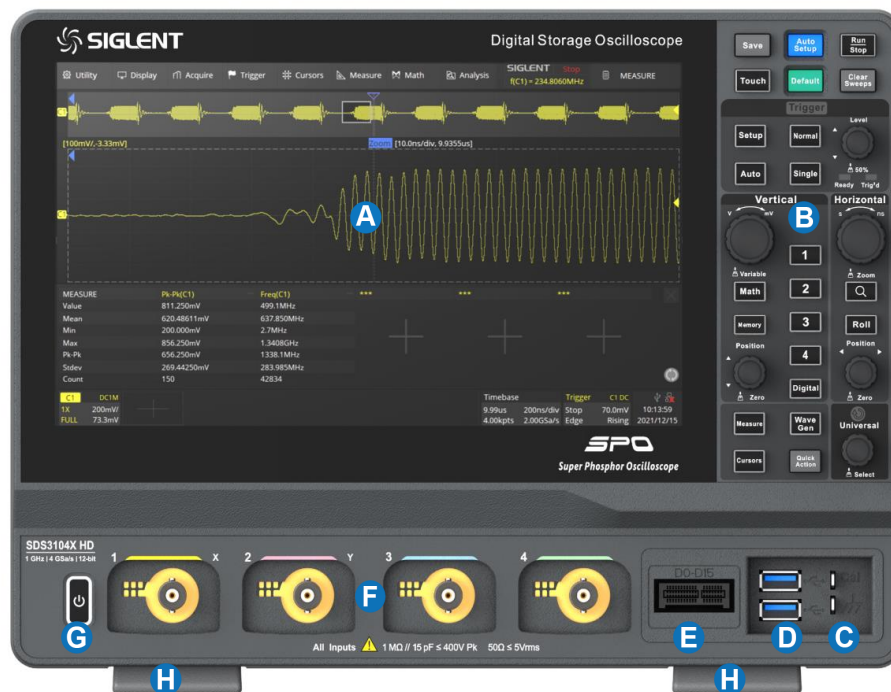 SIGLENT
Digital Storage Oscilloscope
Utility Display Acquire Trigger Cursors Measure Math Analysis SIGLENT Stop MEASURE
f(C1) = 234.8060MHz
C1
[100mV/,-3.33mV] Zoom [10.0ns/div, 9.9355us]
C1
A
MEASURE Pk-Pk(C1) Freq(C1) *** *** ***
Value 811.250mV 499.1MHz
Mean 620.48611mV 637.850MHz
Min 200.000mV 2.7MHz
Max 856.250mV 1.3408GHz
Pk-Pk 656.250mV 1338.1MHz
Stdev 269.44250mV 283.985MHz
Count 150 42834
C1 DC1M
1X 200mV/
FULL 73.3mV
Timebase
9.99us 200ns/div
4.00kpts 2.00GSa/s
Trigger C1 DC
Stop 70.0mV
Edge Rising
10:13:59
2021/12/15
SPO
Super Phosphor Oscilloscope
Save Auto Setup Run Stop
Touch Default Clear Sweeps
Trigger
Setup Normal Level
Auto Single 50%
Ready Trig'd
Vertical B Horizontal
V mV s ns
1
Variable Zoom
Math 2
Memory 3 Roll
Position 4 Position
Zero Digital Zero
Measure Wave Gen Universal
Cursors Quick Action Select
SDS3104X HD
1 GHz | 4 GSa/s | 12-bit
1 X 2 Y 3 4
D0-D15
Cal
F
G E D C
All Inputs 1 MΩ // 15 pF ≤ 400V Pk 50Ω ≤ 5Vrms
H H